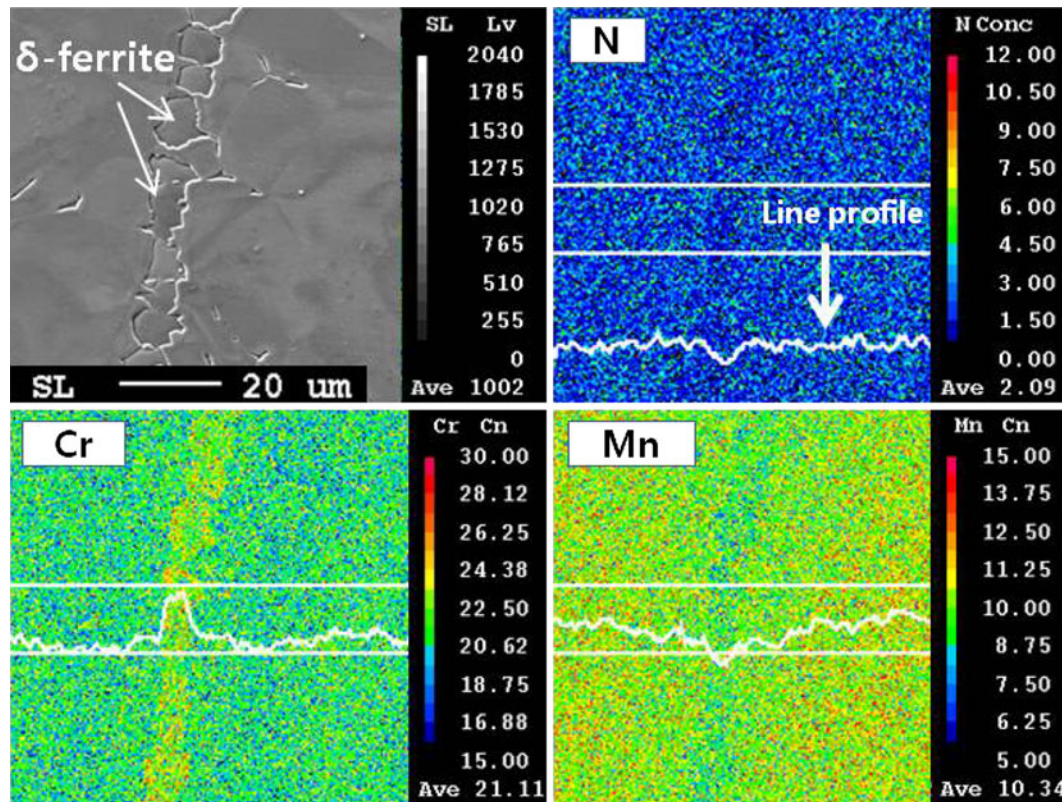 δ-ferrite
SL 20 um
SL Lv
2040
1785
1530
1275
1020
765
510
255
0
Ave 1002
N
Line profile
N Conc
12.00
10.50
9.00
7.50
6.00
4.50
3.00
1.50
0.00
Ave 2.09
Cr
Cr Cn
30.00
28.12
26.25
24.38
22.50
20.62
18.75
16.88
15.00
Ave 21.11
Mn
Mn Cn
15.00
13.75
12.50
11.25
10.00
8.75
7.50
6.25
5.00
Ave 10.34